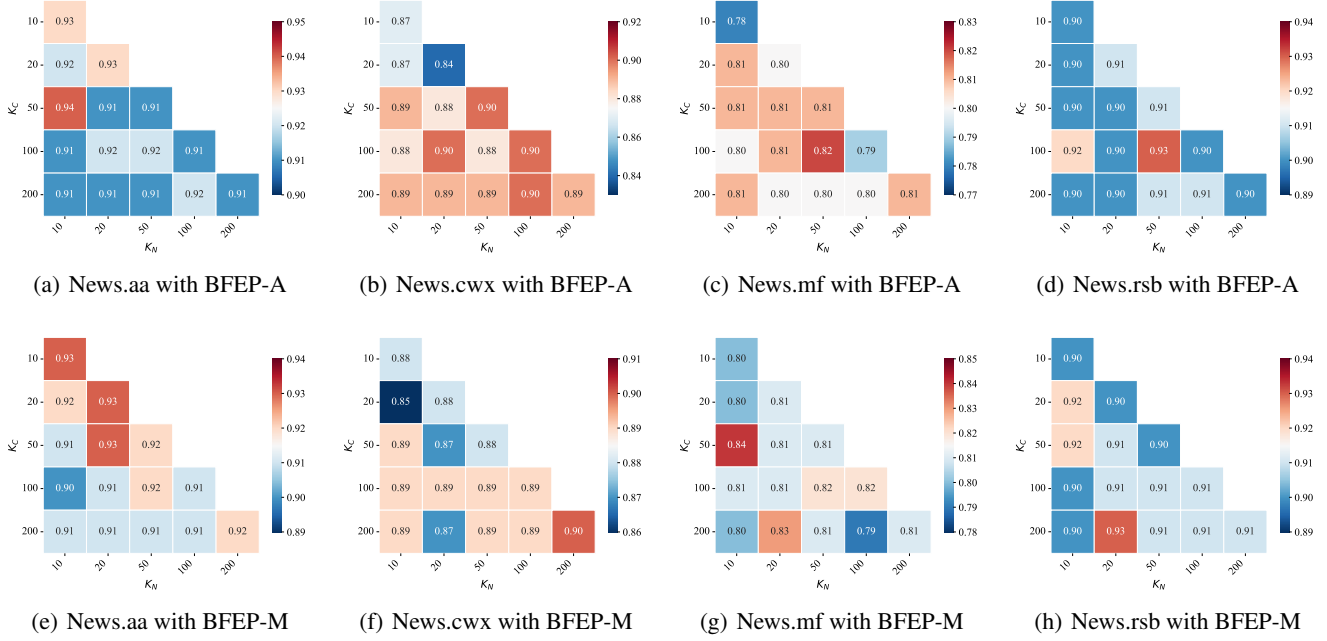 10 0.93
20 0.92 0.93
50 0.94 0.91 0.91
100 0.91 0.92 0.92 0.91
200 0.91 0.91 0.91 0.92 0.91
10 20 50 100 200
K_C
K_N
0.95
0.94
0.93
0.92
0.91
0.90
(a) News.aa with BFEP-A
10 0.87
20 0.87 0.84
50 0.89 0.88 0.90
100 0.88 0.90 0.88 0.90
200 0.89 0.89 0.89 0.90 0.89
10 20 50 100 200
K_C
K_N
0.92
0.90
0.88
0.86
0.84
(b) News.cwx with BFEP-A
10 0.78
20 0.81 0.80
50 0.81 0.81 0.81
100 0.80 0.81 0.82 0.79
200 0.81 0.80 0.80 0.80 0.81
10 20 50 100 200
K_C
K_N
0.83
0.82
0.81
0.80
0.79
0.78
0.77
(c) News.mf with BFEP-A
10 0.90
20 0.90 0.91
50 0.90 0.90 0.91
100 0.92 0.90 0.93 0.90
200 0.90 0.90 0.91 0.91 0.90
10 20 50 100 200
K_C
K_N
0.94
0.93
0.92
0.91
0.90
0.89
(d) News.rsb with BFEP-A
10 0.93
20 0.92 0.93
50 0.91 0.93 0.92
100 0.90 0.91 0.92 0.91
200 0.91 0.91 0.91 0.91 0.92
10 20 50 100 200
K_C
K_N
0.94
0.93
0.92
0.91
0.90
0.89
(e) News.aa with BFEP-M
10 0.88
20 0.85 0.88
50 0.89 0.87 0.88
100 0.89 0.89 0.89 0.89
200 0.89 0.87 0.89 0.89 0.90
10 20 50 100 200
K_C
K_N
0.91
0.90
0.89
0.88
0.87
0.86
(f) News.cwx with BFEP-M
10 0.80
20 0.80 0.81
50 0.84 0.81 0.81
100 0.81 0.81 0.82 0.82
200 0.80 0.83 0.81 0.79 0.81
10 20 50 100 200
K_C
K_N
0.85
0.84
0.83
0.82
0.81
0.80
0.79
0.78
(g) News.mf with BFEP-M
10 0.90
20 0.92 0.90
50 0.92 0.91 0.90
100 0.90 0.91 0.91 0.91
200 0.90 0.93 0.91 0.91 0.91
10 20 50 100 200
K_C
K_N
0.94
0.93
0.92
0.91
0.90
0.89
(h) News.rsb with BFEP-M